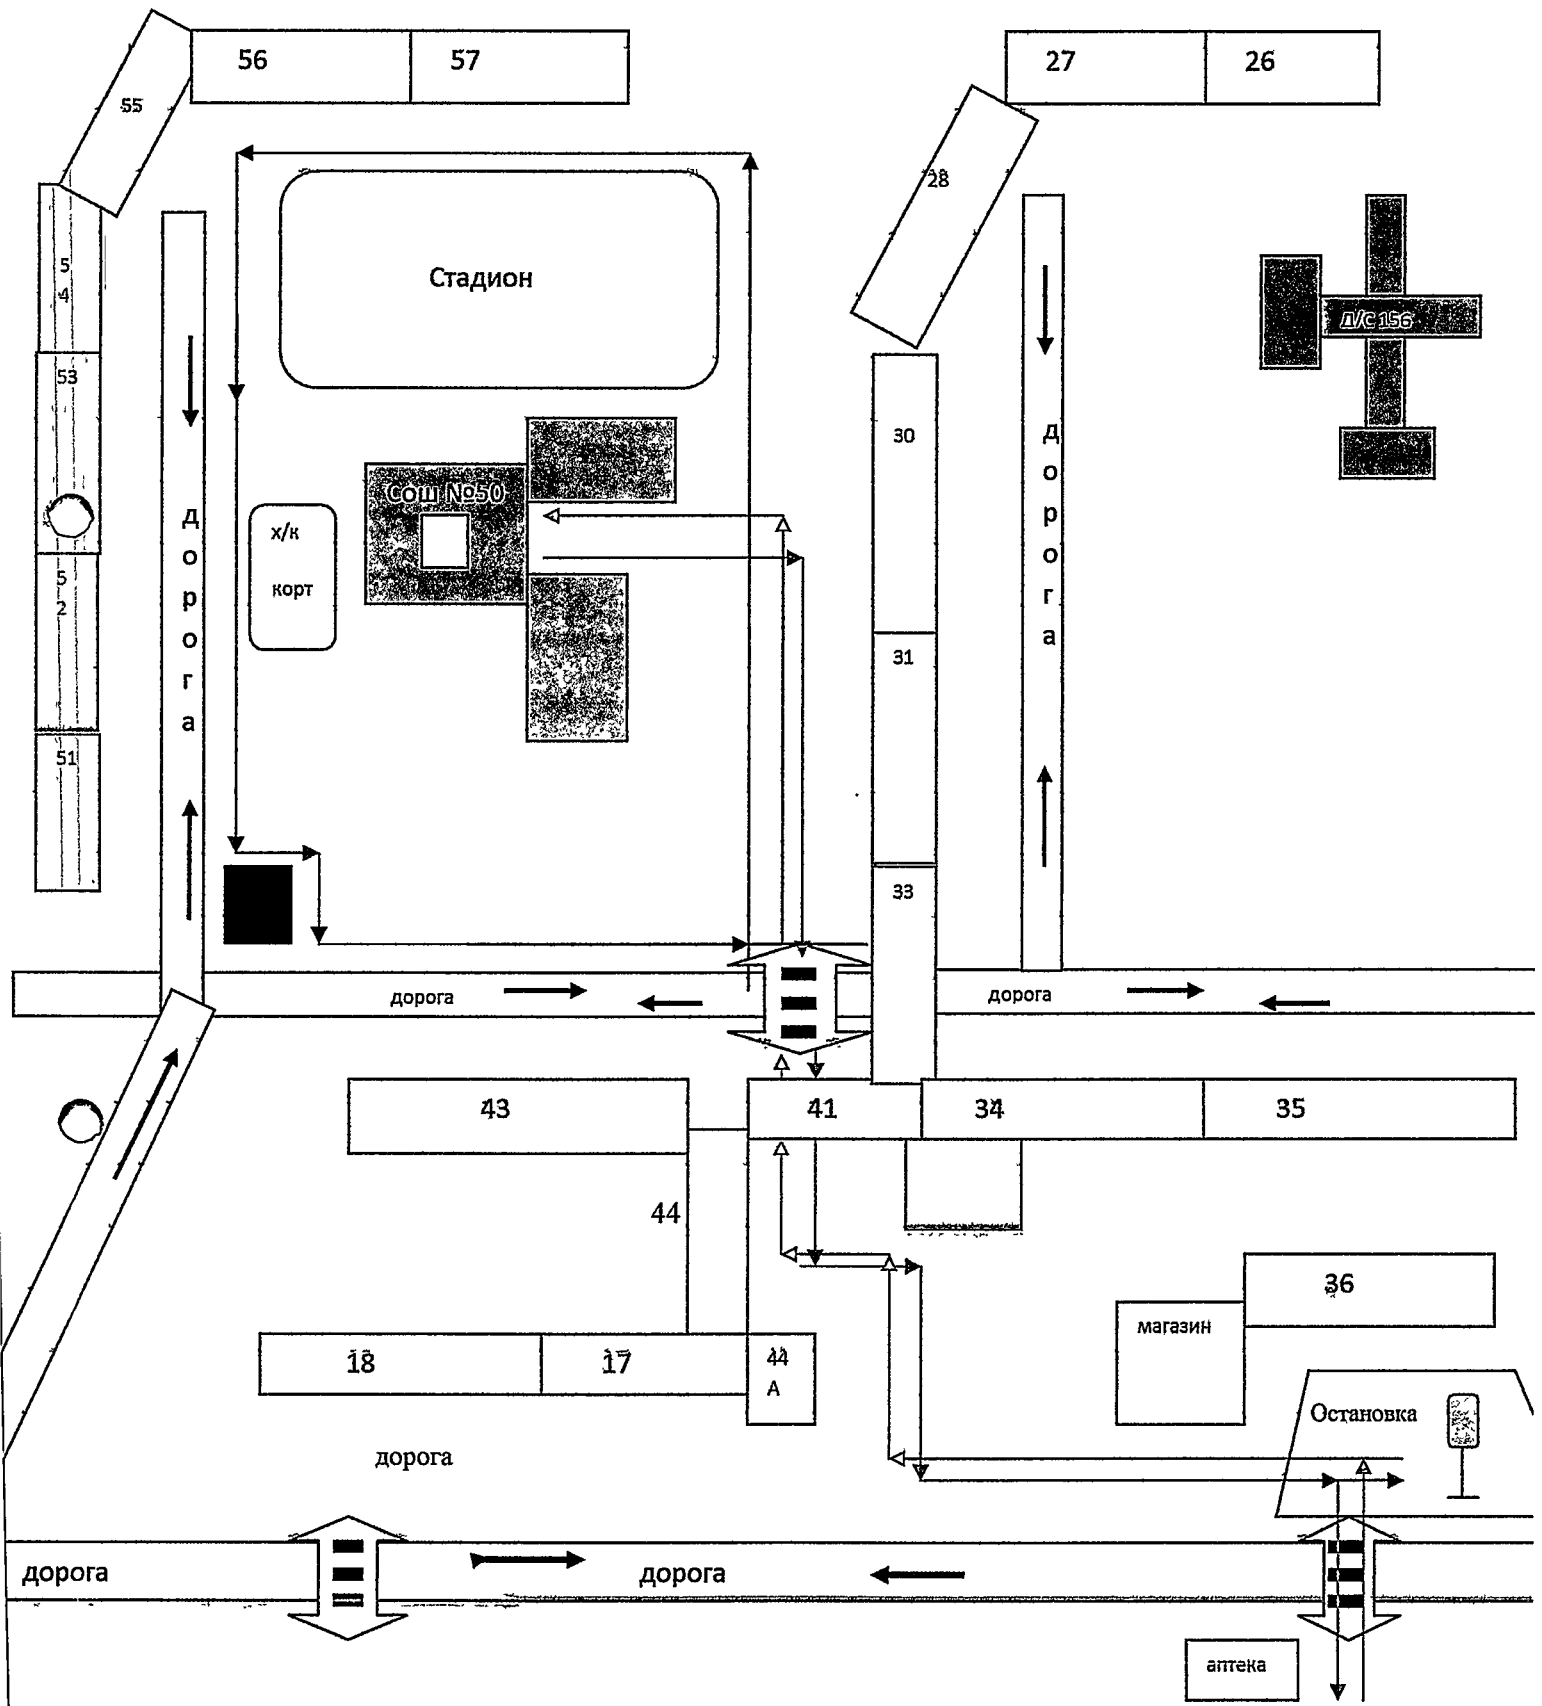 56
57
27
26
55
28
5
4
Стадион
Д/С 156
53
30
Д
о
р
о
г
а
Сош №50
х/к
корт
Д
о
р
о
г
а
5
2
31
51
33
дорога
дорога
43
41
34
35
44
36
магазин
18
17
44
А
Остановка
дорога
дорога
дорога
аптека